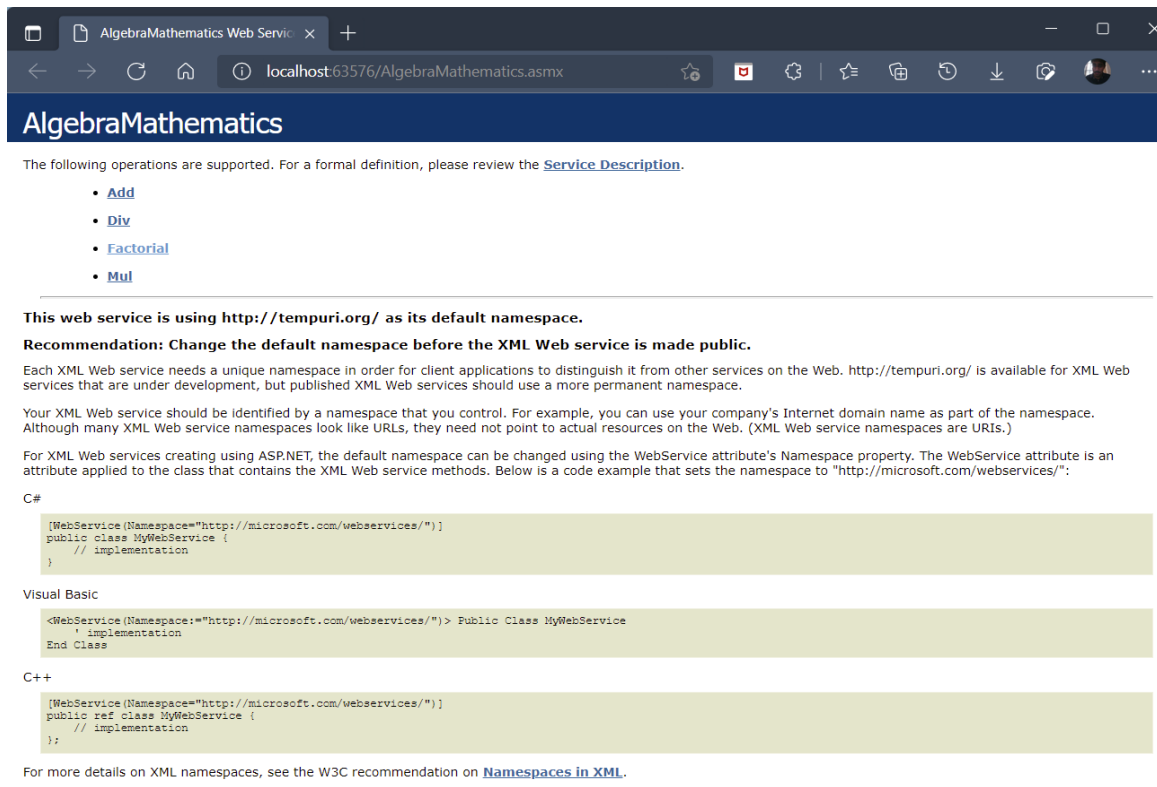 AlgebraMathematics Web Servic
localhost:63576/AlgebraMathematics.asmx
AlgebraMathematics
The following operations are supported. For a formal definition, please review the Service Description.
• Add
• Div
• Factorial
• Mul
This web service is using http://tempuri.org/ as its default namespace.
Recommendation: Change the default namespace before the XML Web service is made public.
Each XML Web service needs a unique namespace in order for client applications to distinguish it from other services on the Web. http://tempuri.org/ is available for XML Web
services that are under development, but published XML Web services should use a more permanent namespace.
Your XML Web service should be identified by a namespace that you control. For example, you can use your company's Internet domain name as part of the namespace.
Although many XML Web service namespaces look like URLs, they need not point to actual resources on the Web. (XML Web service namespaces are URIs.)
For XML Web services creating using ASP.NET, the default namespace can be changed using the WebService attribute's Namespace property. The WebService attribute is an
attribute applied to the class that contains the XML Web service methods. Below is a code example that sets the namespace to "http://microsoft.com/webservices/":
C#
[WebService(Namespace="http://microsoft.com/webservices/")]
public class MyWebService {
    // implementation
}
Visual Basic
<WebService(Namespace:="http://microsoft.com/webservices/")> Public Class MyWebService
    ' implementation
End Class
C++
[WebService(Namespace="http://microsoft.com/webservices/")]
public ref class MyWebService {
    // implementation
};
For more details on XML namespaces, see the W3C recommendation on Namespaces in XML.